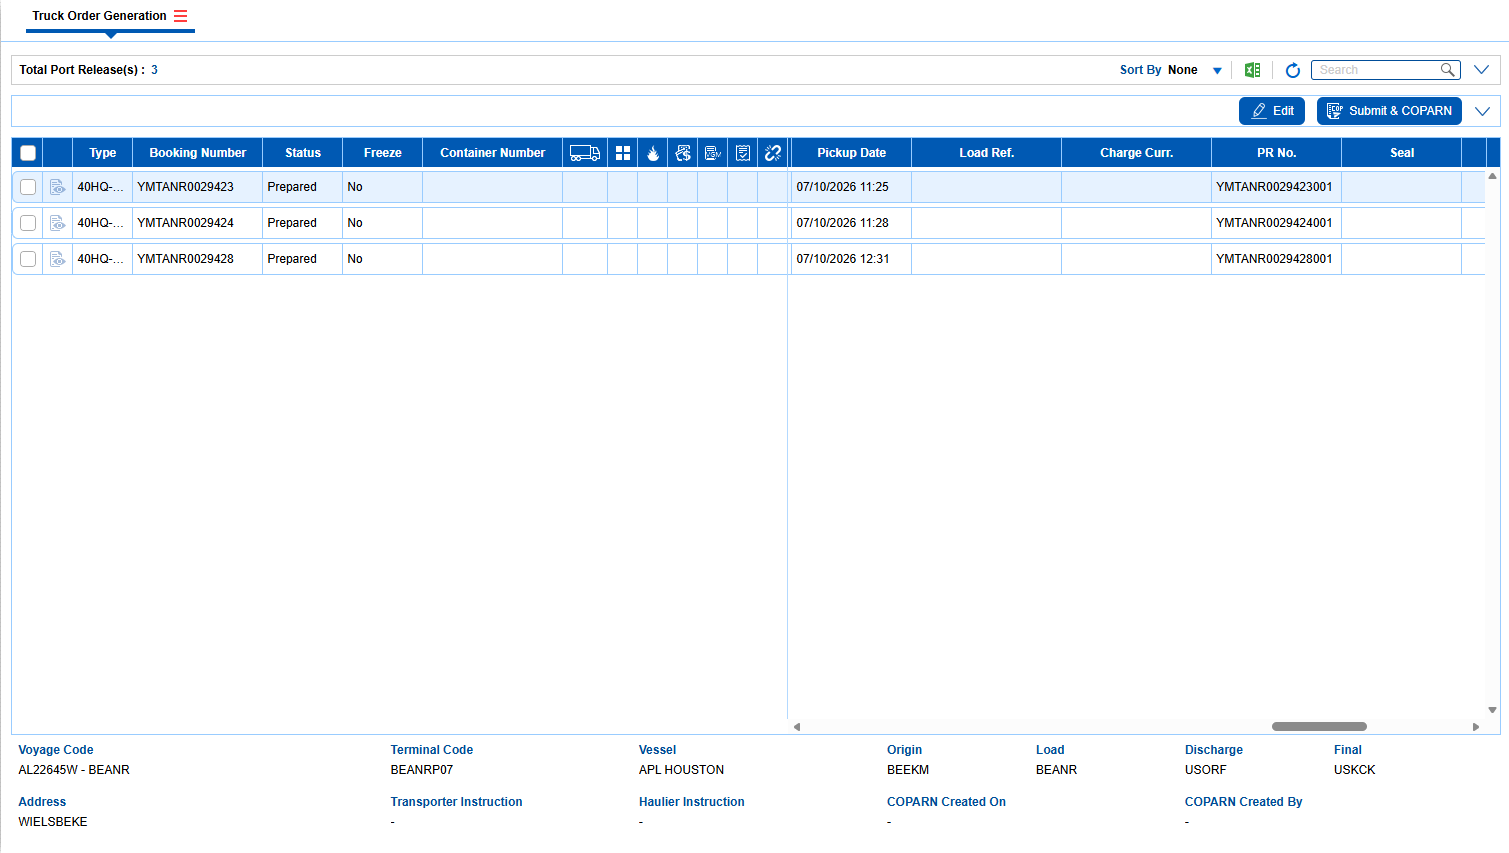 Truck Order Generation
Total Port Release(s) : 3
Sort By None
Search
Edit
Submit & COPARN
Type Booking Number Status Freeze Container Number Pickup Date Load Ref. Charge Curr. PR No. Seal
40HQ-... YMTANR0029423 Prepared No 07/10/2026 11:25 YMTANR0029423001
40HQ-... YMTANR0029424 Prepared No 07/10/2026 11:28 YMTANR0029424001
40HQ-... YMTANR0029428 Prepared No 07/10/2026 12:31 YMTANR0029428001
Voyage Code Terminal Code Vessel Origin Load Discharge Final
AL22645W - BEANR BEANRP07 APL HOUSTON BEEKM BEANR USORF USKCK
Address Transporter Instruction Haulier Instruction COPARN Created On COPARN Created By
WIELSBEKE - - - -